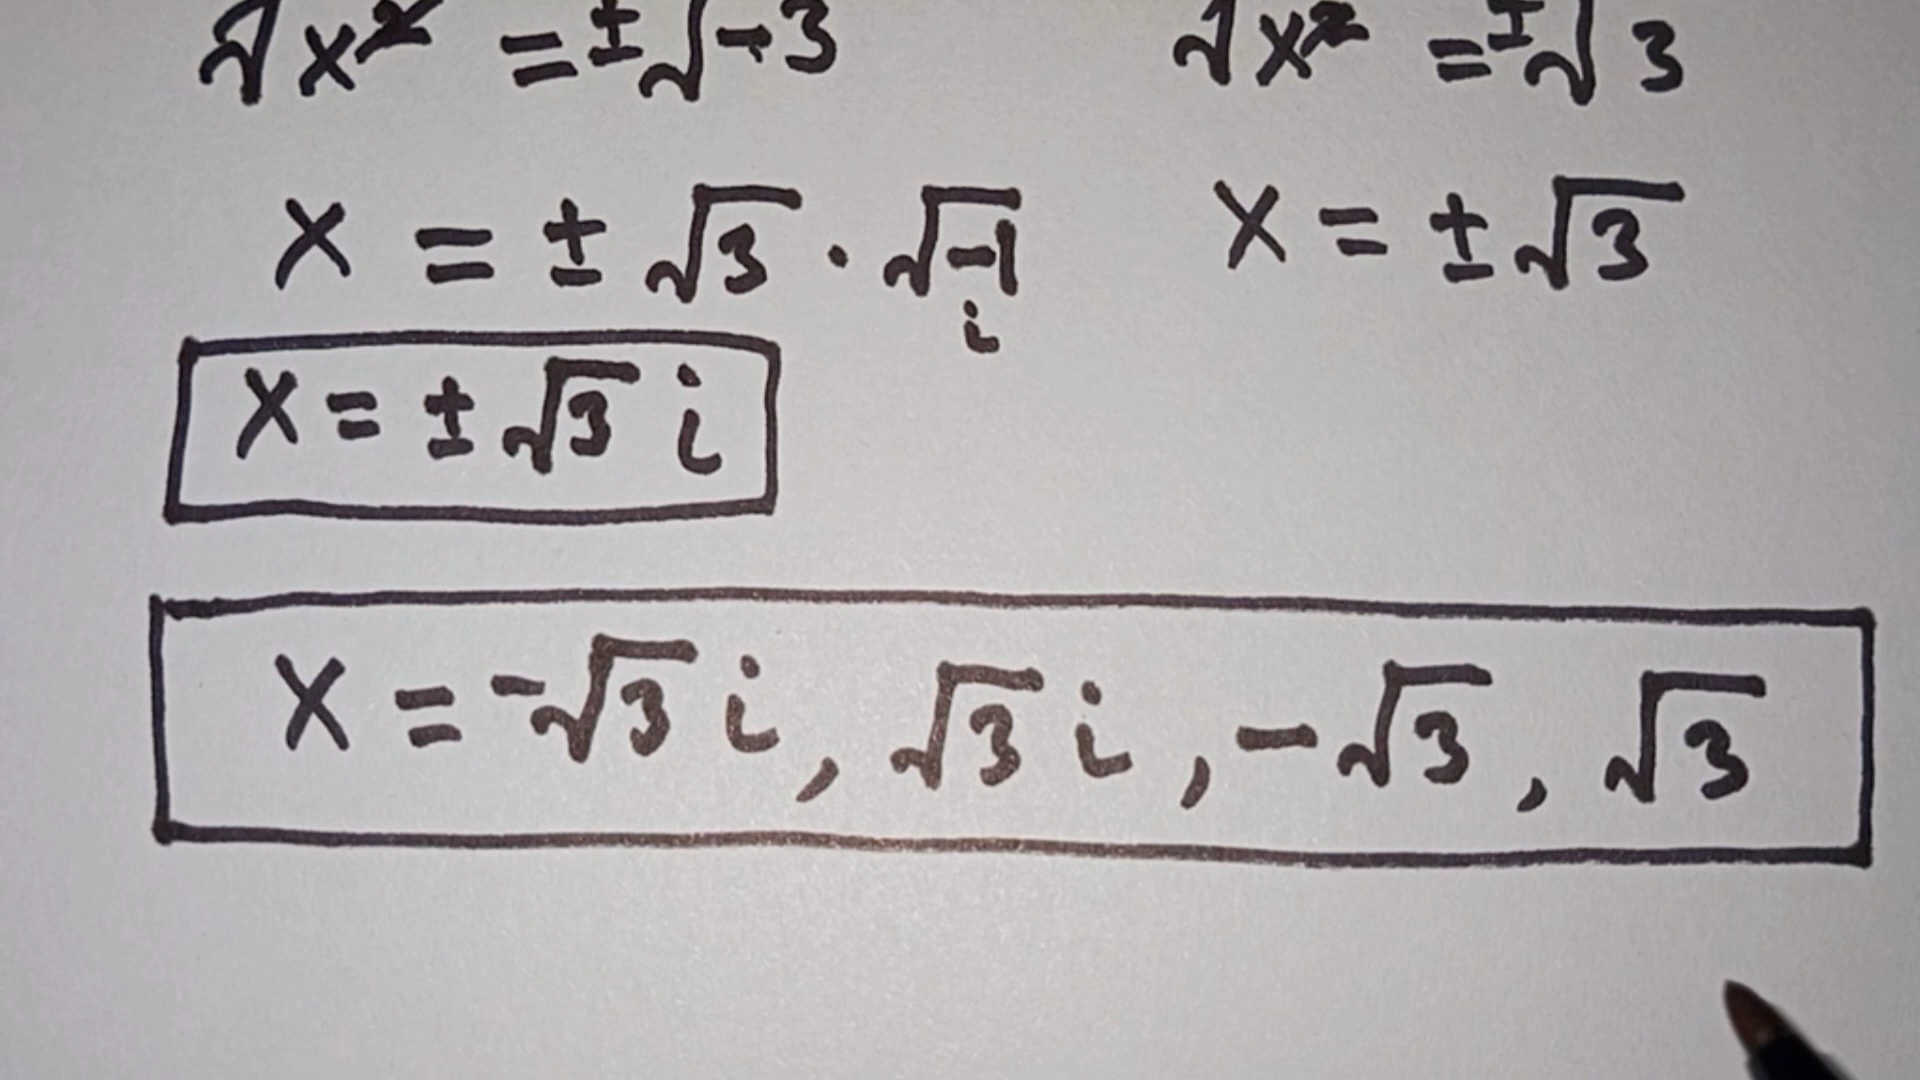 √x² = ±√-3
√x² = ±√3
x = ±√3 · √-1
i
x = ±√3
x = ±√3 i
x = -√3 i, √3 i, -√3, √3